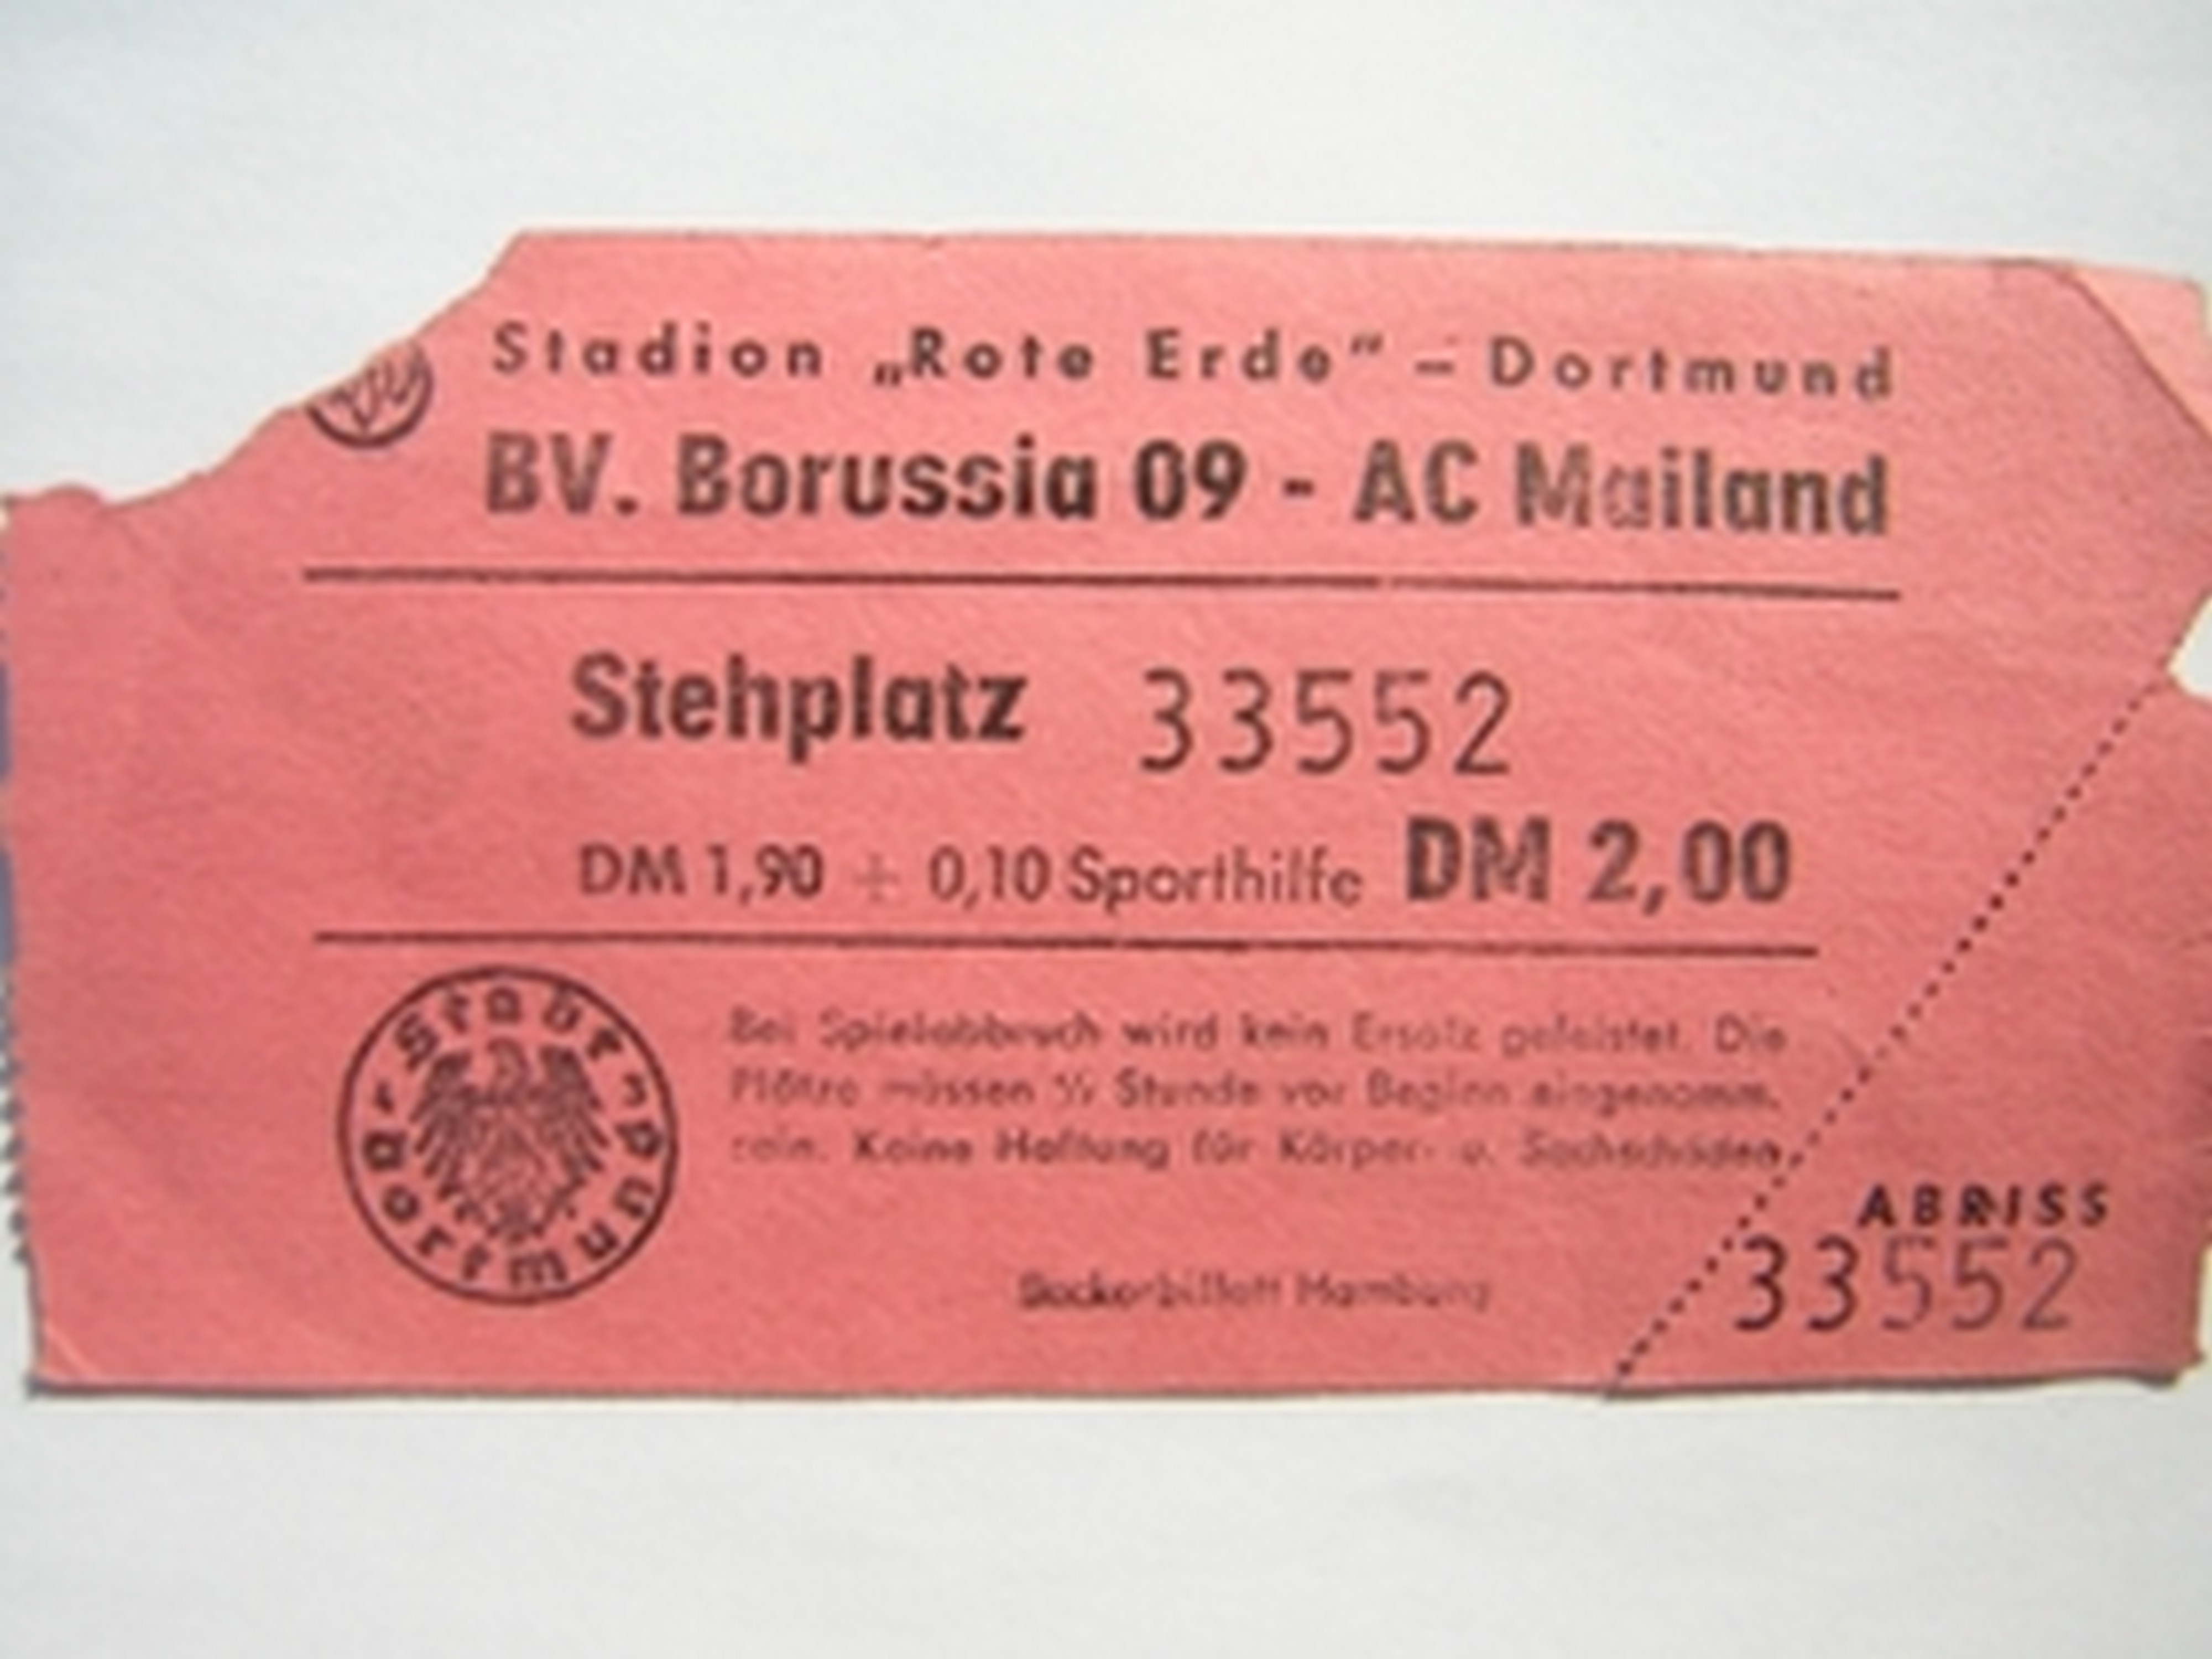 Stadion „Rote Erde“ – Dortmund
BV. Borussia 09 - AC Mailand
Stehplatz 33552
DM 1,90 + 0,10 Sporthilfe DM 2,00
Stadt
dortmund
Bei Spielabbruch wird kein Ersatz geleistet. Die
Plätze müssen ½ Stunde vor Beginn eingenomm.
sein. Keine Haftung für Körper- u. Sachschäden
Hamburg
ABRISS
33552